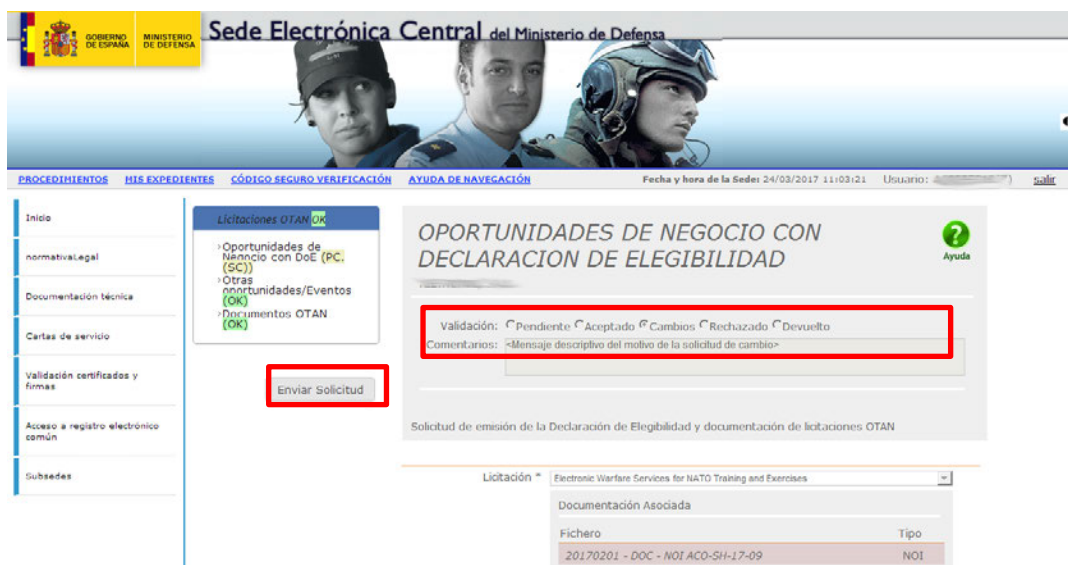 GOBIERNO DE ESPAÑA
MINISTERIO DE DEFENSA
Sede Electrónica Central del Ministerio de Defensa
PROCEDIMIENTOS MIS EXPEDIENTES CÓDIGO SEGURO VERIFICACIÓN AYUDA DE NAVEGACIÓN Fecha y hora de la Sede: 24/03/2017 11:03:21 Usuario: ) salir
Inicio
normativaLegal
Documentación técnica
Cartas de servicio
Validación certificados y
firmas
Acceso a registro electrónico
común
Subsedes
Licitaciones OTAN OK
Oportunidades de
Negocio con DoE (PC.
(SC))
Otras
oportunidades/Eventos
(OK)
Documentos OTAN
(OK)
Enviar Solicitud
OPORTUNIDADES DE NEGOCIO CON
DECLARACION DE ELEGIBILIDAD
Ayuda
Validación: Pendiente Aceptado Cambios Rechazado Devuelto
Comentarios: <Mensaje descriptivo del motivo de la solicitud de cambio>
Solicitud de emisión de la Declaración de Elegibilidad y documentación de licitaciones OTAN
Licitación * Electronic Warfare Services for NATO Training and Exercises
Documentación Asociada
Fichero Tipo
20170201 - DOC - NOI ACO-SH-17-09 NOI